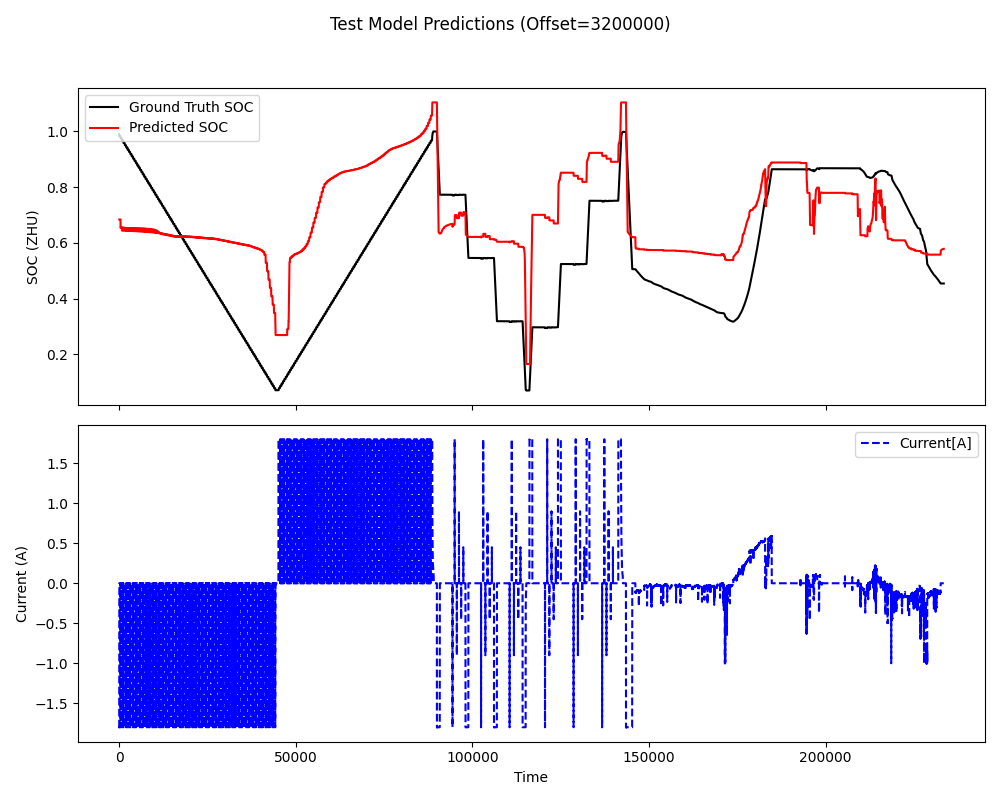 Test Model Predictions (Offset=3200000)
Ground Truth SOC
Predicted SOC
SOC (ZHU)
1.0
0.8
0.6
0.4
0.2
Current[A]
Current (A)
1.5
1.0
0.5
0.0
−0.5
−1.0
−1.5
0 50000 100000 150000 200000
Time